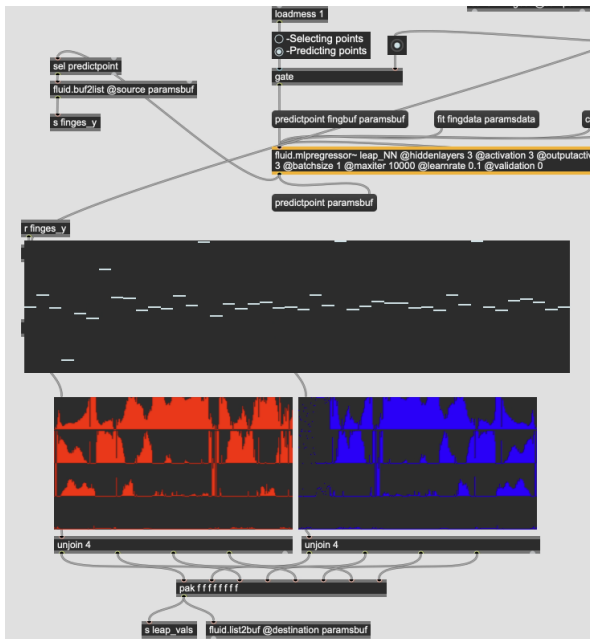 loadmess 1
-Selecting points
-Predicting points
sel predictpoint
gate
fluid.buf2list @source paramsbuf
s finges_y
predictpoint fingbuf paramsbuf
fit fingdata paramsdata
c
fluid.mlpregressor~ leap_NN @hiddenlayers 3 @activation 3 @outputactiv
3 @batchsize 1 @maxiter 10000 @learnrate 0.1 @validation 0
predictpoint paramsbuf
r finges_y
unjoin 4
unjoin 4
pak f f f f f f f f
s leap_vals
fluid.list2buf @destination paramsbuf